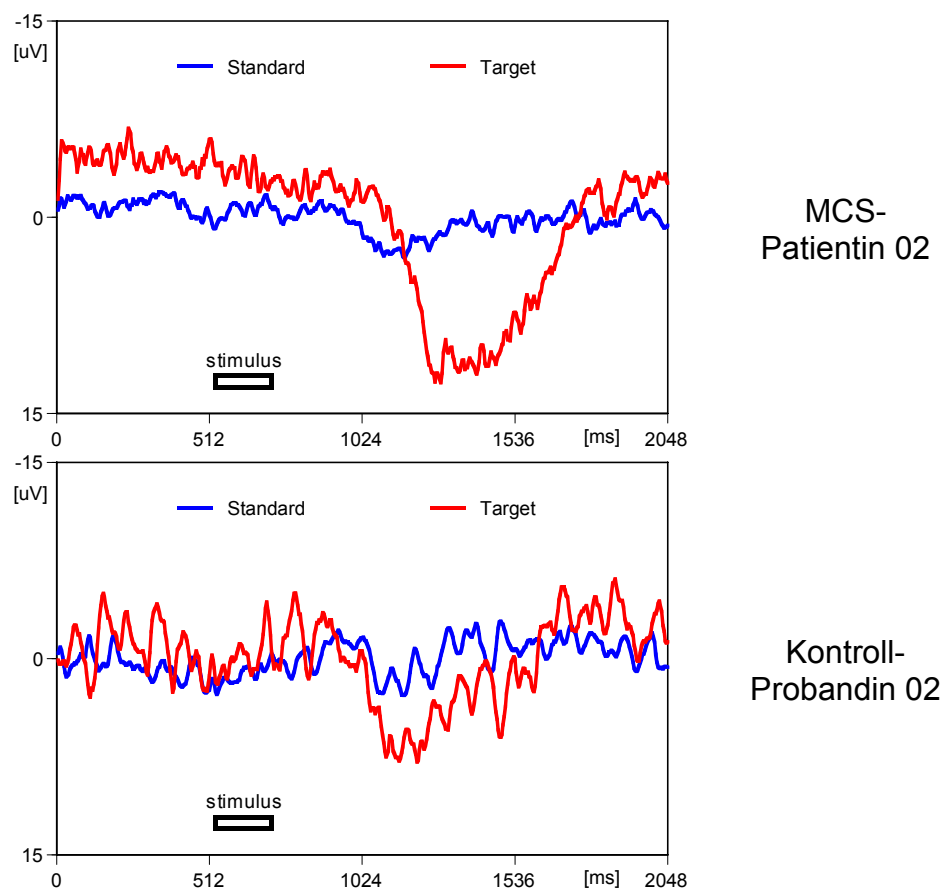 -15
[uV]
Standard
Target
0
stimulus
15
0
512
1024
1536
[ms]
2048
MCS-
Patientin 02
-15
[uV]
Standard
Target
0
stimulus
15
0
512
1024
1536
[ms]
2048
Kontroll-
Probandin 02